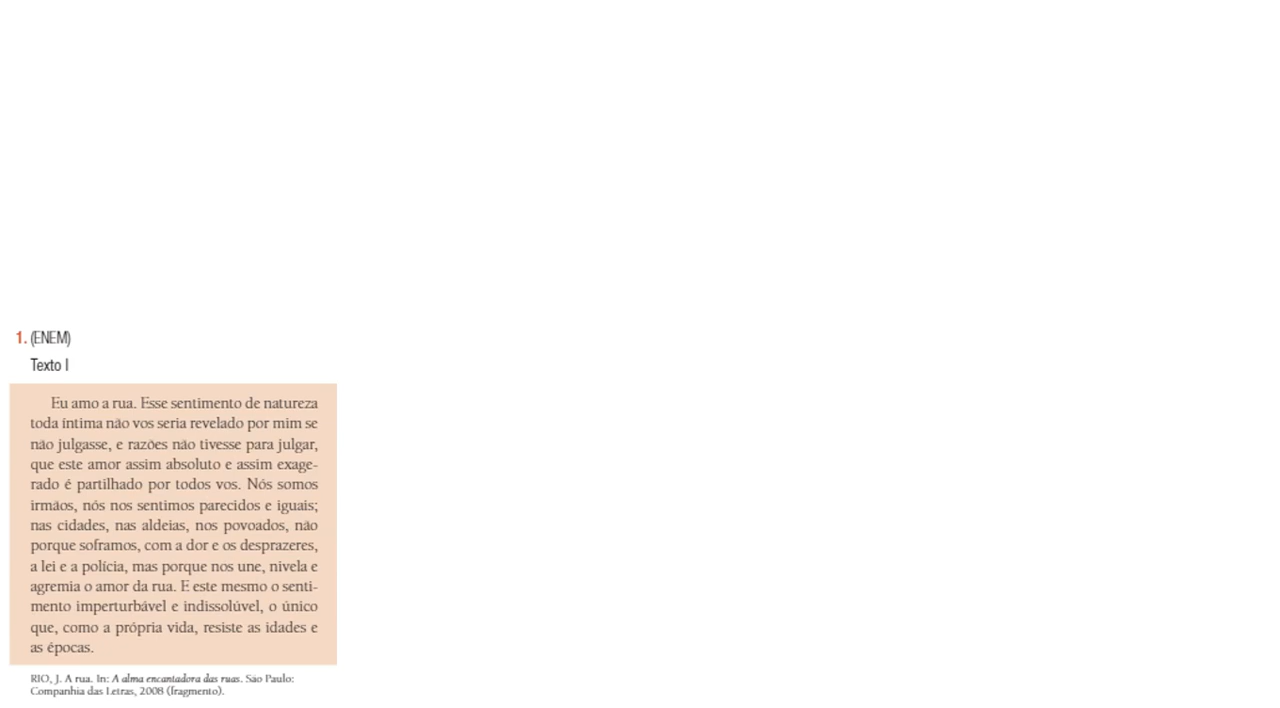 1. (ENEM)
Texto I
Eu amo a rua. Esse sentimento de natureza
toda íntima não vos seria revelado por mim se
não julgasse, e razões não tivesse para julgar,
que este amor assim absoluto e assim exage-
rado é partilhado por todos vos. Nós somos
irmãos, nós nos sentimos parecidos e iguais;
nas cidades, nas aldeias, nos povoados, não
porque soframos, com a dor e os desprazeres,
a lei e a polícia, mas porque nos une, nivela e
agremia o amor da rua. E este mesmo o senti-
mento imperturbável e indissolúvel, o único
que, como a própria vida, resiste as idades e
as épocas.
RIO, J. A rua. In: A alma encantadora das ruas. São Paulo:
Companhia das Letras, 2008 (fragmento).